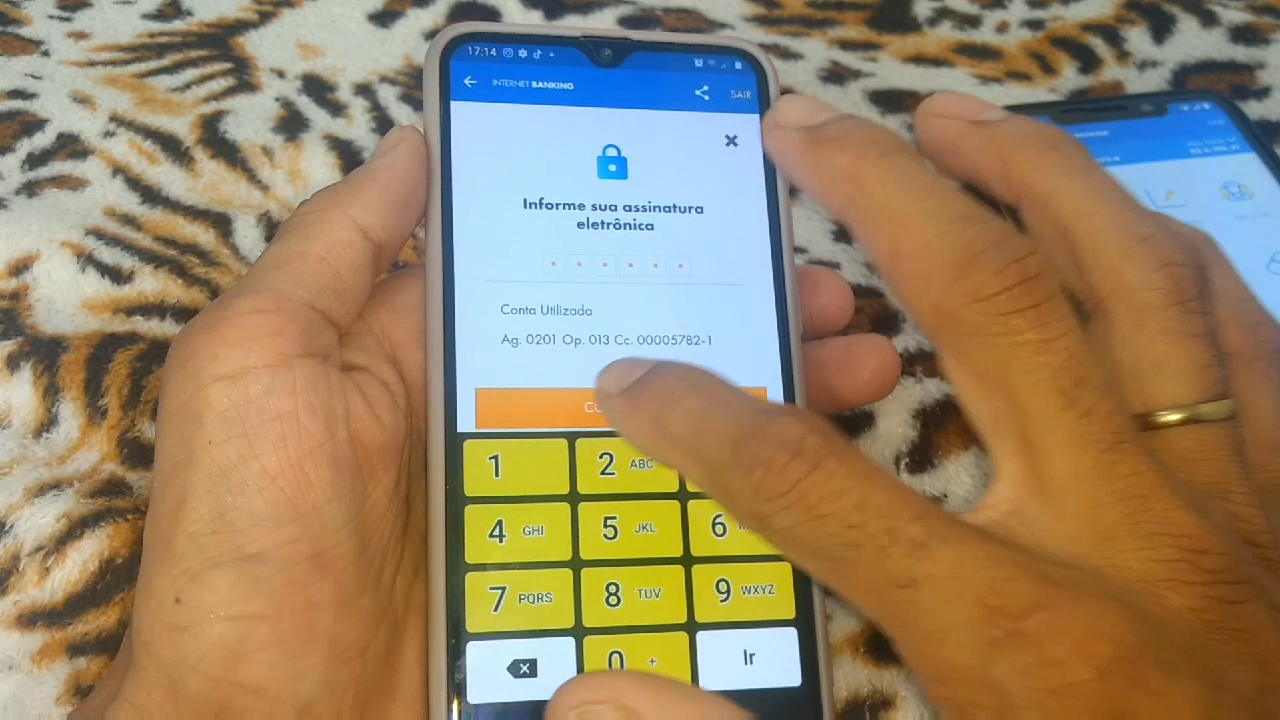 17:14
INTERNET BANKING
SAIR
Informe sua assinatura
eletrônica
Conta Utilizada
Ag. 0201 Op. 013 Cc. 00005782-1
1
2 ABC
4 GHI
5 JKL
6
7 PQRS
8 TUV
9 WXYZ
0 +
Ir